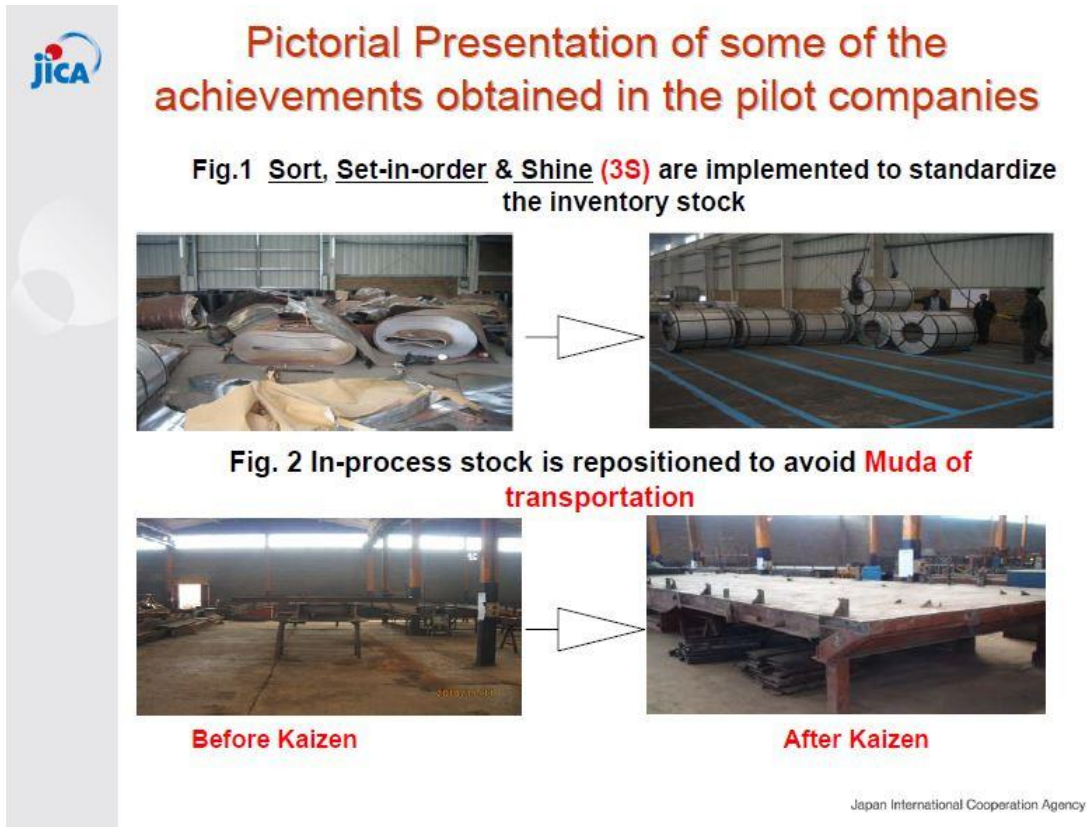 jICA
Pictorial Presentation of some of the
achievements obtained in the pilot companies
Fig.1 Sort, Set-in-order & Shine (3S) are implemented to standardize
the inventory stock
Fig. 2 In-process stock is repositioned to avoid Muda of
transportation
Before Kaizen
After Kaizen
Japan International Cooperation Agency